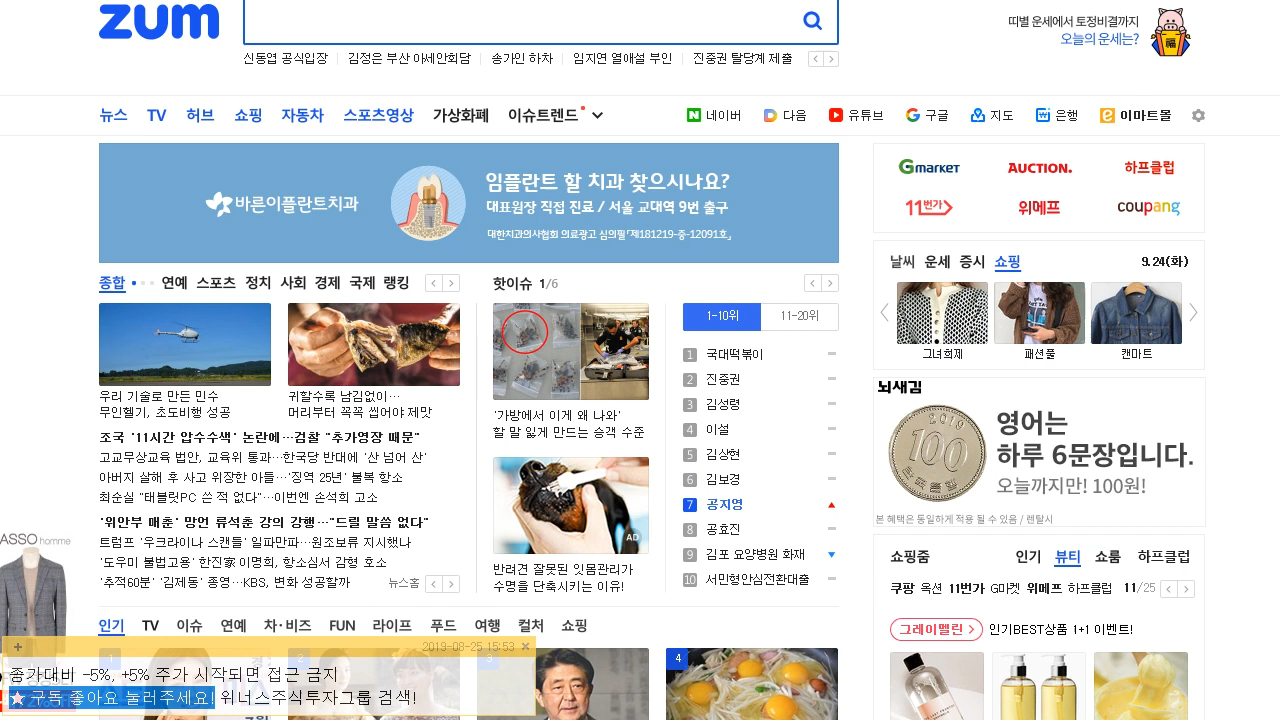 zum
신동엽 공식입장
김정은 부산 아세안회담
송가인 하차
임지연 열애설 부인
진중권 탈당계 제출
띠별 운세에서 토정비결까지
오늘의 운세는?
뉴스 TV 허브 쇼핑 자동차 스포츠영상 가상화폐 이슈트렌드
네이버 다음 유튜브 구글 지도 은행 이마트몰
바른이플란트치과
임플란트 할 치과 찾으시나요?
대표원장 직접 진료 / 서울 교대역 9번 출구
대한치과의사협회 의료광고 심의필「제181219-중-12091호」
Gmarket AUCTION. 하프클럽
11번가 위메프 coupang
종합 연예 스포츠 정치 사회 경제 국제 랭킹
우리 기술로 만든 민수
무인헬기, 초도비행 성공
귀할수록 남김없이…
머리부터 꼭꼭 씹어야 제맛
조국 '11시간 압수수색' 논란에…검찰 "추가영장 때문"
고교무상교육 법안, 교육위 통과…한국당 반대에 '산 넘어 산'
아버지 살해 후 사고 위장한 아들…'징역 25년' 불복 항소
최순실 "태블릿PC 쓴 적 없다"…이번엔 손석희 고소
'위안부 매춘' 망언 류석춘 강의 강행…"드릴 말씀 없다"
트럼프 '우크라이나 스캔들' 일파만파…원조보류 지시했나
'도우미 불법고용' 한진家 이명희, 항소심서 감형 호소
'추적60분' '김제동' 종영…KBS, 변화 성공할까
뉴스홈
핫이슈 1/6
'가방에서 이게 왜 나와'
할 말 잃게 만드는 승객 수준
AD
반려견 잘못된 잇몸관리가
수명을 단축시키는 이유!
1-10위 11-20위
1 국대떡볶이
2 진중권
3 김성령
4 이설
5 김상현
6 김보경
7 공지영
8 공효진
9 김포 요양병원 화재
10 서민형안심전환대출
날씨 운세 증시 쇼핑
9.24(화)
그녀희제 패션풀 캔마트
뇌새김
2019
100
영어는
하루 6문장입니다.
오늘까지만! 100원!
본 혜택은 동일하게 적용 될 수 있음 / 렌탈시
쇼핑줌 인기 뷰티 쇼룸 하프클럽
쿠팡 옥션 11번가 G마켓 위메프 하프클럽 11/25
그레이멜린 >
인기BEST상품 1+1 이벤트!
ASSO homme
인기 TV 이슈 연예 차·비즈 FUN 라이프 푸드 여행 컬처 쇼핑
1
2
3
4
2019-08-25 15:53
종가대비 -5%, +5% 주가 시작되면 접근 금지
★구독 좋아요 눌러주세요! 위너스주식투자그룹 검색!